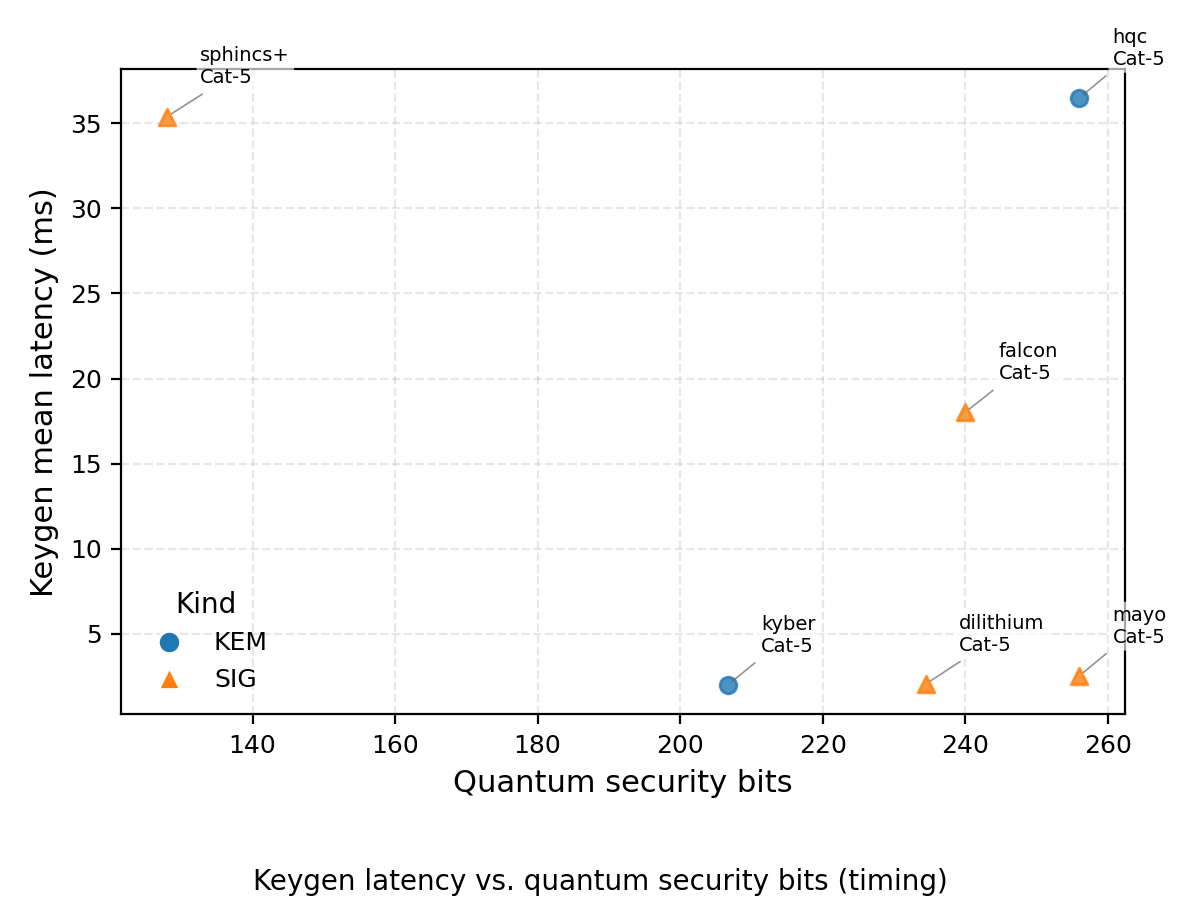 hqc
Cat-5
sphincs+
Cat-5
35
30
25
20
15
10
5
Keygen mean latency (ms)
falcon
Cat-5
Kind
KEM
SIG
kyber
Cat-5
dilithium
Cat-5
mayo
Cat-5
140 160 180 200 220 240 260
Quantum security bits
Keygen latency vs. quantum security bits (timing)